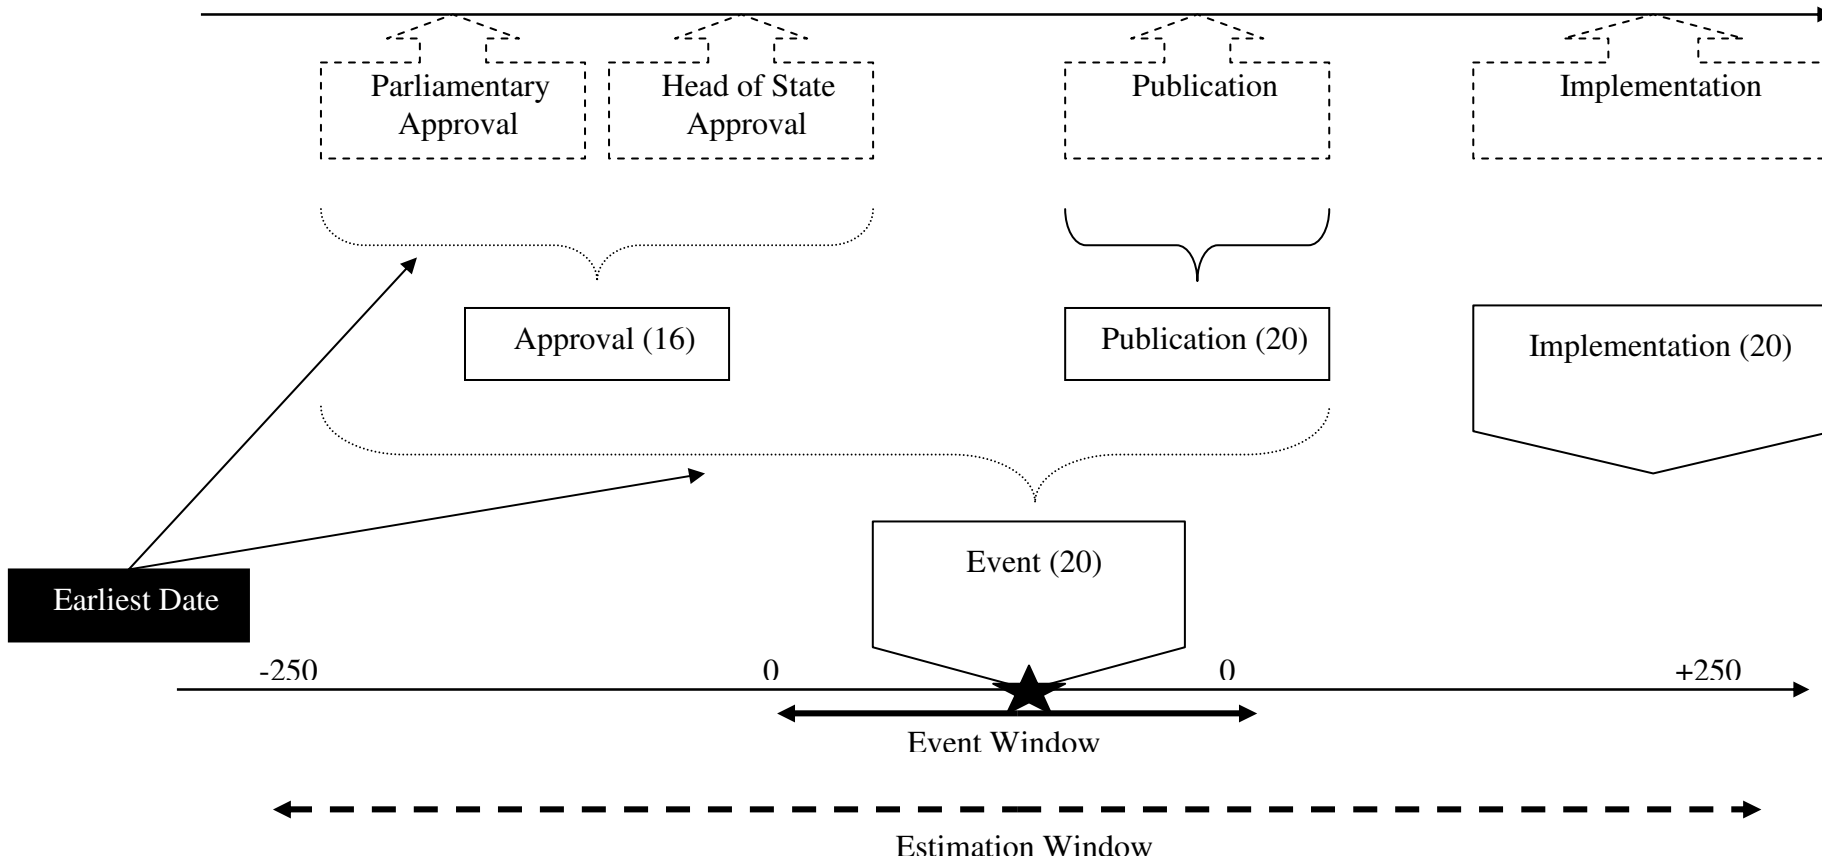 Parliamentary
Approval
Head of State
Approval
Publication
Implementation
Approval (16)
Publication (20)
Implementation (20)
Event (20)
Earliest Date
-250
0
0
+250
Event Window
Estimation Window